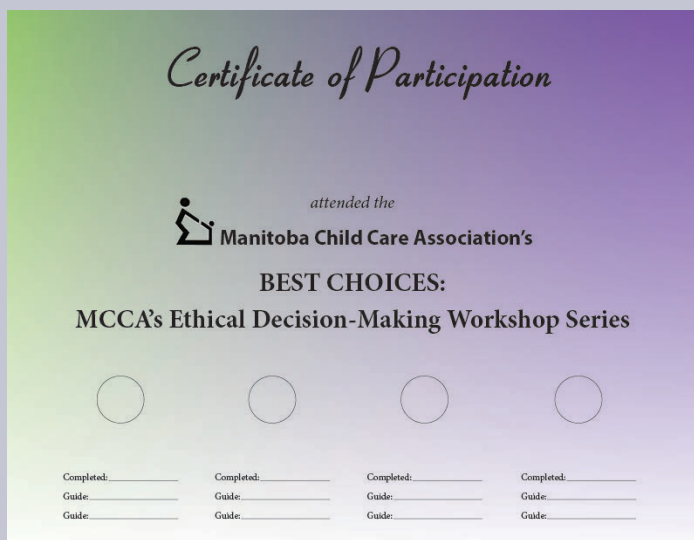 Certificate of Participation
attended the
Manitoba Child Care Association's
BEST CHOICES:
MCCA's Ethical Decision-Making Workshop Series
Completed: Completed: Completed: Completed:
Guide: Guide: Guide: Guide:
Guide: Guide: Guide: Guide: